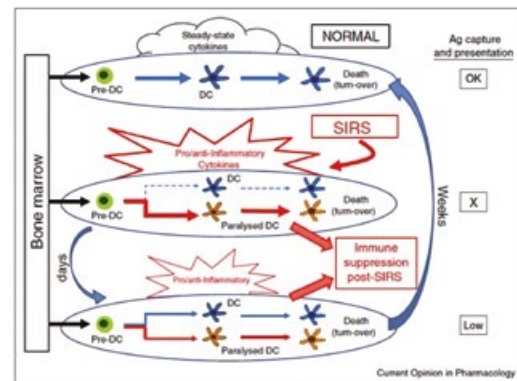 Steady-state
cytokines
NORMAL
Ag capture
and presentation
Pre-DC
DC
Death
(turn-over)
OK
SIRS
Pro/anti-Inflammatory
Cytokines
Bone marrow
DC
Pre-DC
Paralysed DC
Death
(turn-over)
X
Weeks
days
Pro/anti-Inflammatory
Immune
suppression
post-SIRS
DC
Pre-DC
Paralysed DC
Death
(turn-over)
Low
Current Opinion in Pharmacology